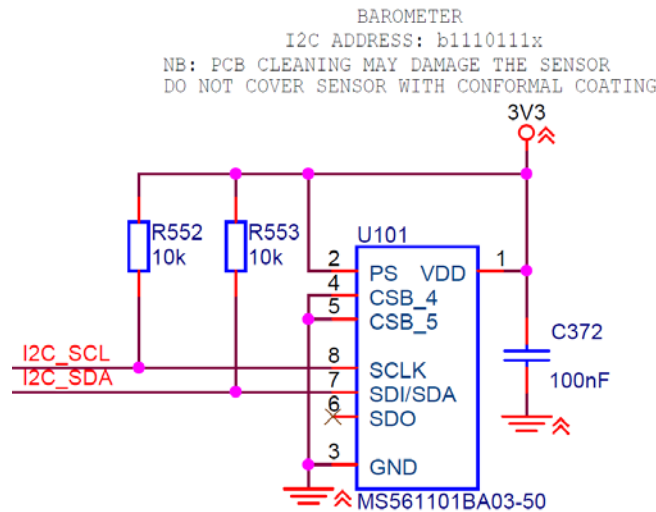 BAROMETER
I2C ADDRESS: b1110111x
NB: PCB CLEANING MAY DAMAGE THE SENSOR
DO NOT COVER SENSOR WITH CONFORMAL COATING
3V3
R552
10k
R553
10k
U101
2 PS VDD 1
4 CSB_4
5 CSB_5
C372
100nF
I2C_SCL
8 SCLK
I2C_SDA
7 SDI/SDA
6 SDO
3 GND
MS561101BA03-50